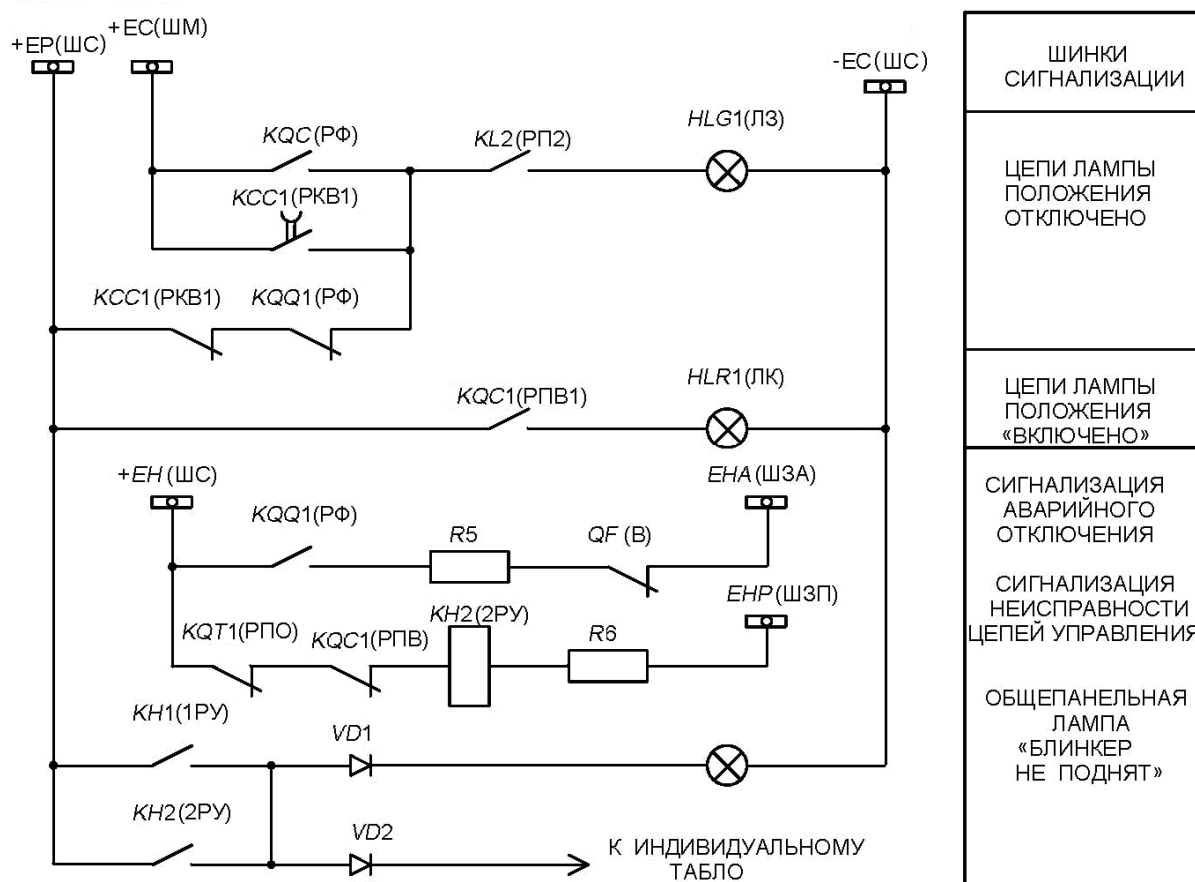 +EP(ШС)
+EC(ШМ)
-EC(ШС)
ШИНКИ
СИГНАЛИЗАЦИИ
KQC(РФ)
KL2(РП2)
HLG1(ЛЗ)
KCC1(РКВ1)
ЦЕПИ ЛАМПЫ
ПОЛОЖЕНИЯ
ОТКЛЮЧЕНО
KCC1(РКВ1)
KQQ1(РФ)
KQC1(РПВ1)
HLR1(ЛК)
ЦЕПИ ЛАМПЫ
ПОЛОЖЕНИЯ
«ВКЛЮЧЕНО»
+EH(ШС)
EHA(ШЗА)
KQQ1(РФ)
R5
QF(В)
СИГНАЛИЗАЦИЯ
АВАРИЙНОГО
ОТКЛЮЧЕНИЯ
EHP(ШЗП)
KQT1(РПО)
KQC1(РПВ)
KH2(2РУ)
R6
СИГНАЛИЗАЦИЯ
НЕИСПРАВНОСТИ
ЦЕПЕЙ УПРАВЛЕНИЯ
KH1(1РУ)
VD1
ОБЩЕПАНЕЛЬНАЯ
ЛАМПА
«БЛИНКЕР
НЕ ПОДНЯТ»
KH2(2РУ)
VD2
К ИНДИВИДУАЛЬНОМУ
ТАБЛО